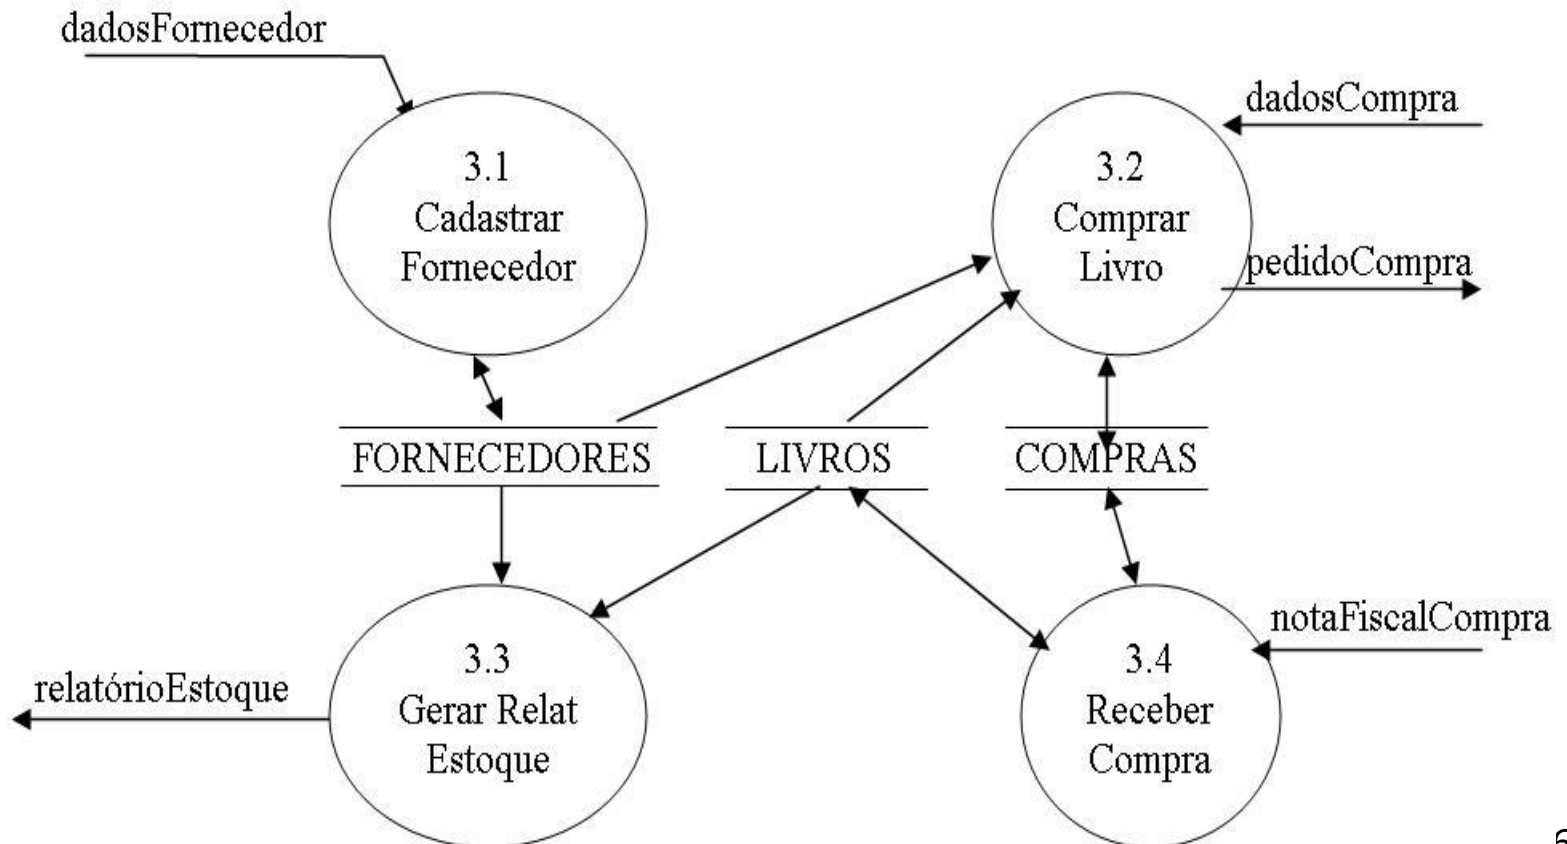 dadosFornecedor
dadosCompra
3.1
Cadastrar
Fornecedor
3.2
Comprar
Livro
pedidoCompra
FORNECEDORES
LIVROS
COMPRAS
relatórioEstoque
3.3
Gerar Relat
Estoque
3.4
Receber
Compra
notaFiscalCompra
6